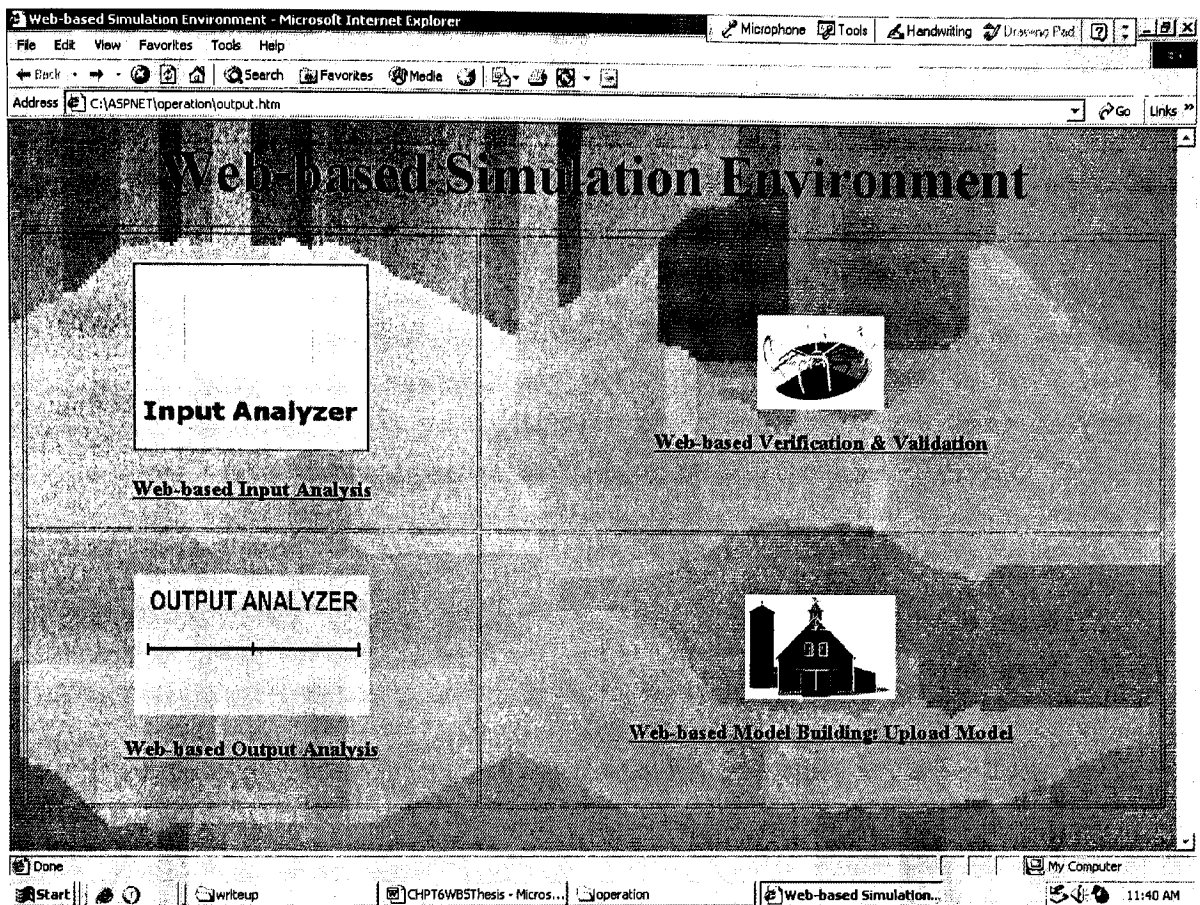 Web-based Simulation Environment - Microsoft Internet Explorer
Microphone Tools Handwriting Drawing Pad
File Edit View Favorites Tools Help
Back Search Favorites Media
Address C:\ASPNET\operation\output.htm Go Links »
Web-based Simulation Environment
Input Analyzer
Web-based Input Analysis
Web-based Verification & Validation
OUTPUT ANALYZER
Web-based Output Analysis
Web-based Model Building: Upload Model
Done My Computer
Start writeup CHPT6WBSThesis - Micros... operation Web-based Simulation... 11:40 AM